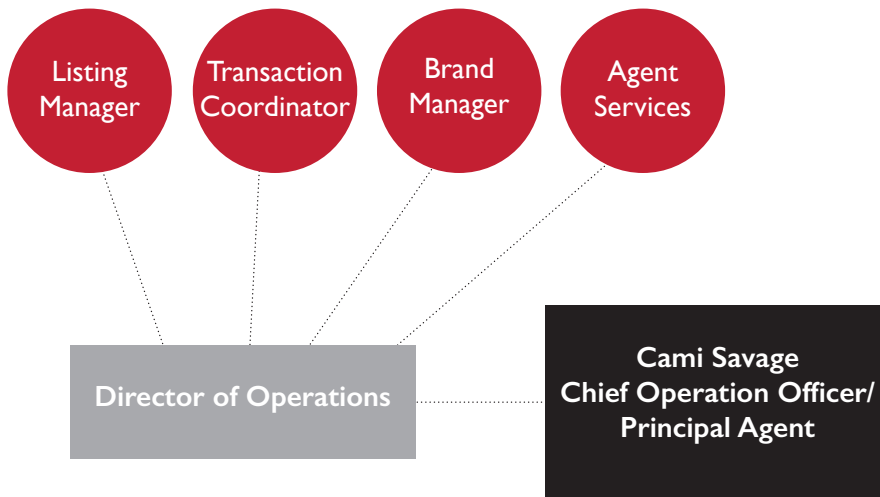 Listing
Manager
Transaction
Coordinator
Brand
Manager
Agent
Services
Director of Operations
Cami Savage
Chief Operation Officer/
Principal Agent